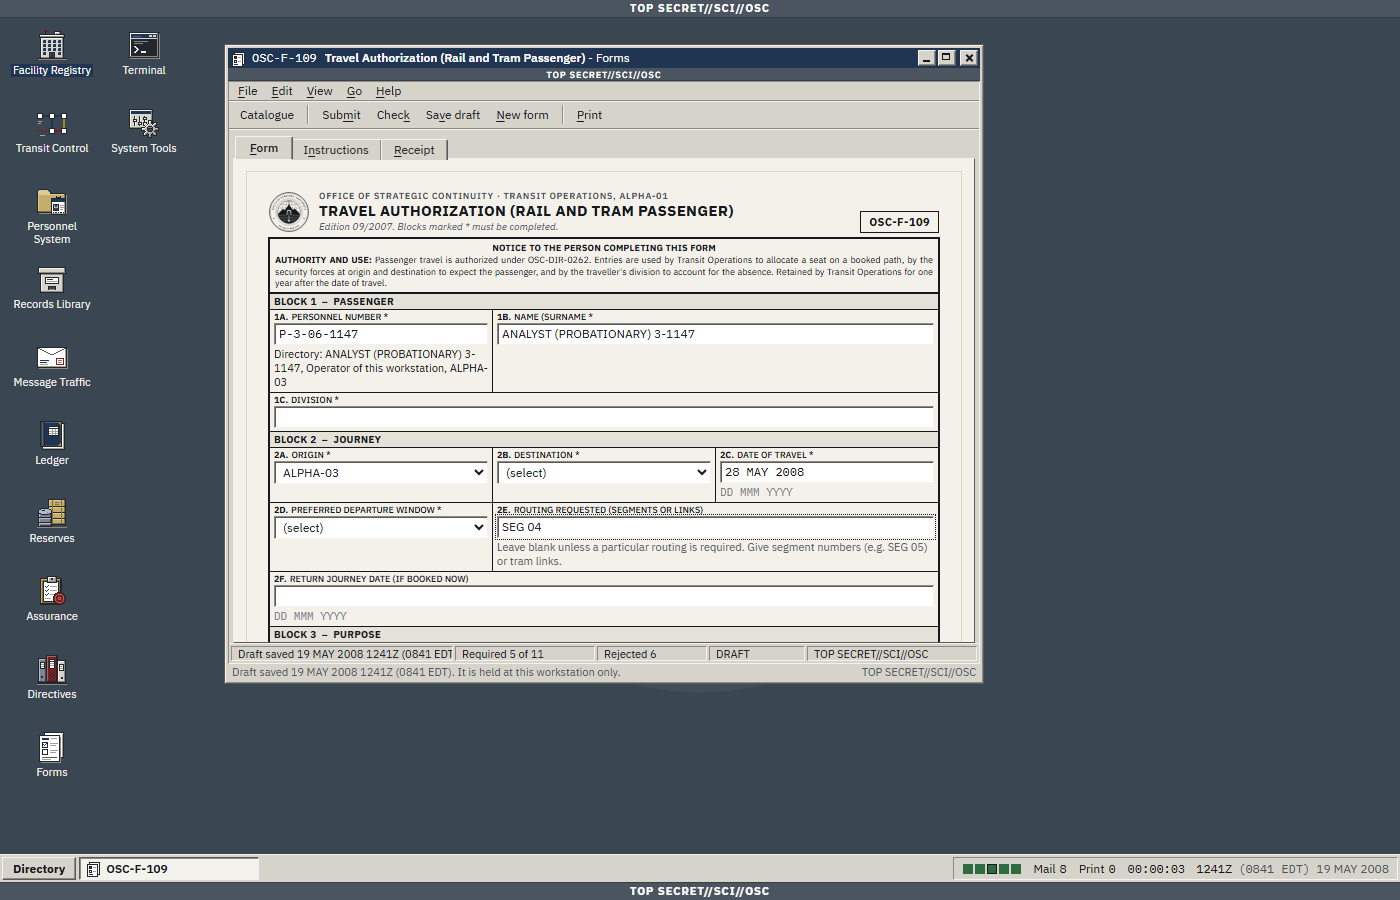 TOP SECRET//SCI//OSC
Facility Registry
Terminal
Transit Control
System Tools
Personnel
System
Records Library
Message Traffic
Ledger
Reserves
Assurance
Directives
Forms
OSC-F-109 Travel Authorization (Rail and Tram Passenger) - Forms
TOP SECRET//SCI//OSC
File Edit View Go Help
Catalogue Submit Check Save draft New form Print
Form Instructions Receipt
OFFICE OF STRATEGIC CONTINUITY · TRANSIT OPERATIONS, ALPHA-01
TRAVEL AUTHORIZATION (RAIL AND TRAM PASSENGER)
Edition 09/2007. Blocks marked * must be completed.
OSC-F-109
NOTICE TO THE PERSON COMPLETING THIS FORM
AUTHORITY AND USE: Passenger travel is authorized under OSC-DIR-0262. Entries are used by Transit Operations to allocate a seat on a booked path, by the
security forces at origin and destination to expect the passenger, and by the traveller's division to account for the absence. Retained by Transit Operations for one
year after the date of travel.
BLOCK 1 – PASSENGER
1A. PERSONNEL NUMBER *
P-3-06-1147
Directory: ANALYST (PROBATIONARY) 3-
1147, Operator of this workstation, ALPHA-
03
1B. NAME (SURNAME *
ANALYST (PROBATIONARY) 3-1147
1C. DIVISION *
BLOCK 2 – JOURNEY
2A. ORIGIN *
ALPHA-03
2B. DESTINATION *
(select)
2C. DATE OF TRAVEL *
28 MAY 2008
DD MMM YYYY
2D. PREFERRED DEPARTURE WINDOW *
(select)
2E. ROUTING REQUESTED (SEGMENTS OR LINKS)
SEG 04
Leave blank unless a particular routing is required. Give segment numbers (e.g. SEG 05)
or tram links.
2F. RETURN JOURNEY DATE (IF BOOKED NOW)
DD MMM YYYY
BLOCK 3 – PURPOSE
Draft saved 19 MAY 2008 1241Z (0841 EDT Required 5 of 11 Rejected 6 DRAFT TOP SECRET//SCI//OSC
Draft saved 19 MAY 2008 1241Z (0841 EDT). It is held at this workstation only. TOP SECRET//SCI//OSC
Directory OSC-F-109 Mail 8 Print 0 00:00:03 1241Z (0841 EDT) 19 MAY 2008
TOP SECRET//SCI//OSC